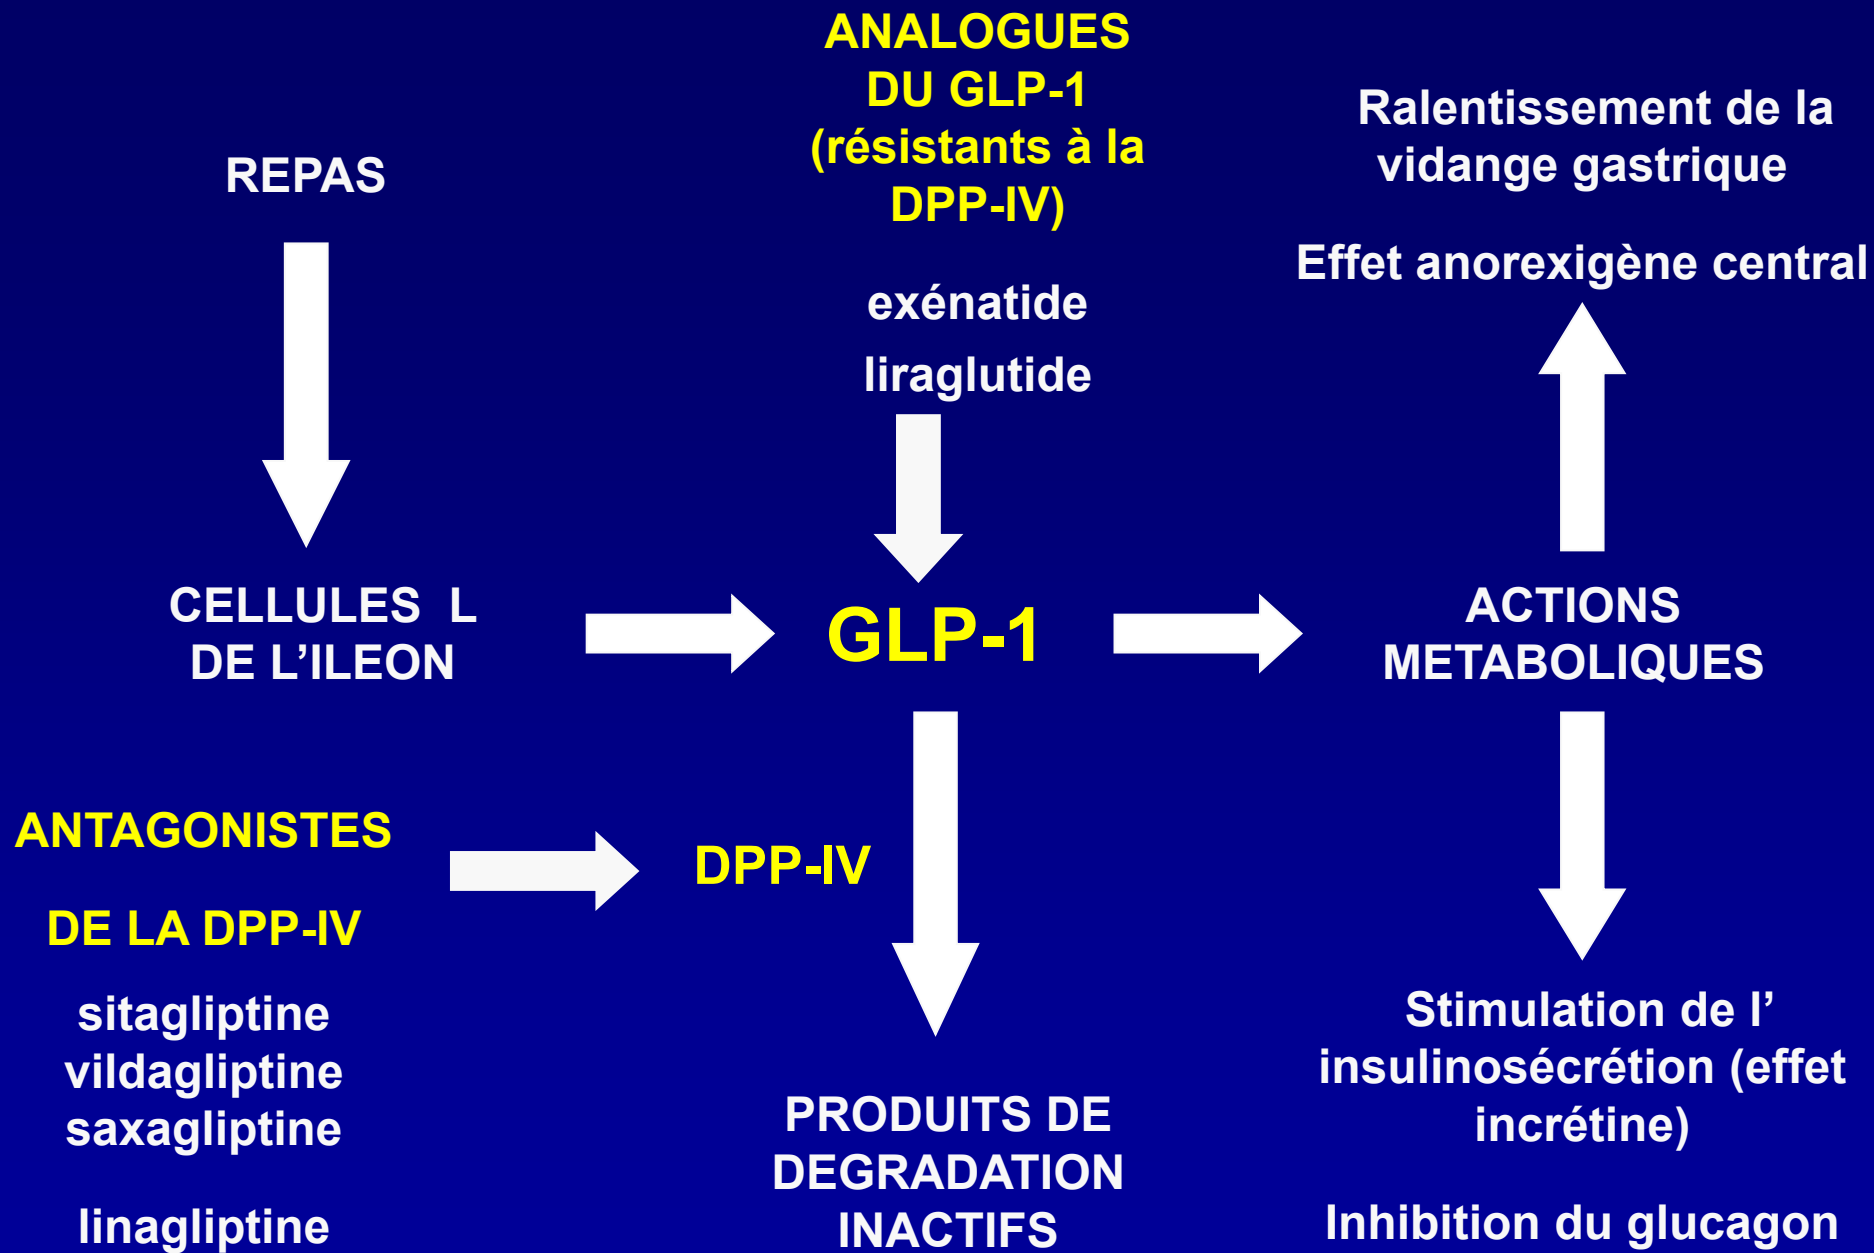 ANALOGUES
DU GLP-1
(résistants à la
DPP-IV)
exénatide
liraglutide
Ralentissement de la
vidange gastrique
Effet anorexigène central
REPAS
CELLULES L
DE L’ILEON
GLP-1
ACTIONS
METABOLIQUES
ANTAGONISTES
DE LA DPP-IV
sitagliptine
vildagliptine
saxagliptine
linagliptine
DPP-IV
PRODUITS DE
DEGRADATION
INACTIFS
Stimulation de l’
insulinosécrétion (effet
incrétine)
Inhibition du glucagon